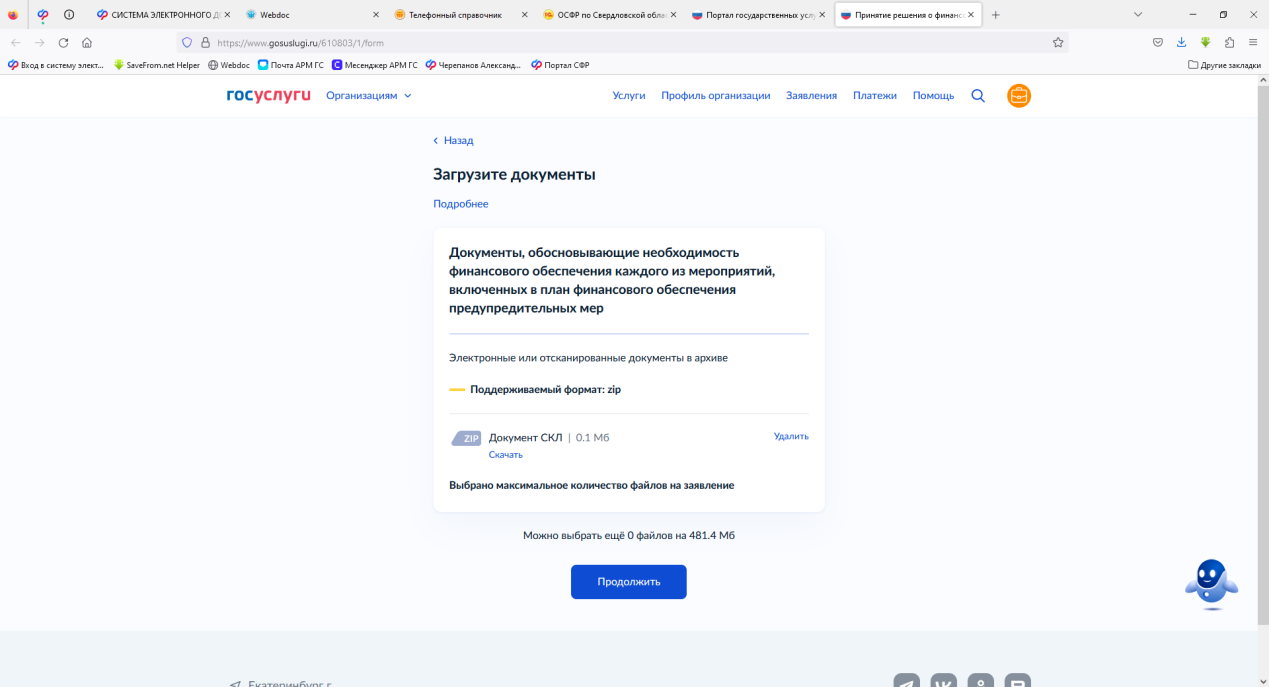 СИСТЕМА ЭЛЕКТРОННОГО Д
Webdoc
Телефонный справочник
ОСФР по Свердловской обла
Портал государственных услу
Принятие решения о финанс
https://www.gosuslugi.ru/610803/1/form
Вход в систему элект...
SaveFrom.net Helper
Webdoc
Почта АРМ ГС
Месенджер АРМ ГС
Черепанов Александ...
Портал СФР
Другие закладки
госуслуги
Организациям
Услуги
Профиль организации
Заявления
Платежи
Помощь
Назад
Загрузите документы
Подробнее
Документы, обосновывающие необходимость
финансового обеспечения каждого из мероприятий,
включенных в план финансового обеспечения
предупредительных мер
Электронные или отсканированные документы в архиве
Поддерживаемый формат: zip
ZIP
Документ СКЛ | 0.1 Мб
Удалить
Скачать
Выбрано максимальное количество файлов на заявление
Можно выбрать ещё 0 файлов на 481.4 Мб
Продолжить
Екатеринбург г